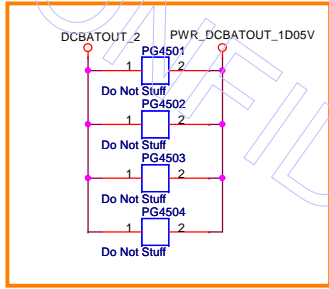 DCBATOUT_2 PWR_DCBATOUT_1D05V
PG4501
1 2
Do Not Stuff
PG4502
1 2
Do Not Stuff
PG4503
1 2
Do Not Stuff
PG4504
1 2
Do Not Stuff